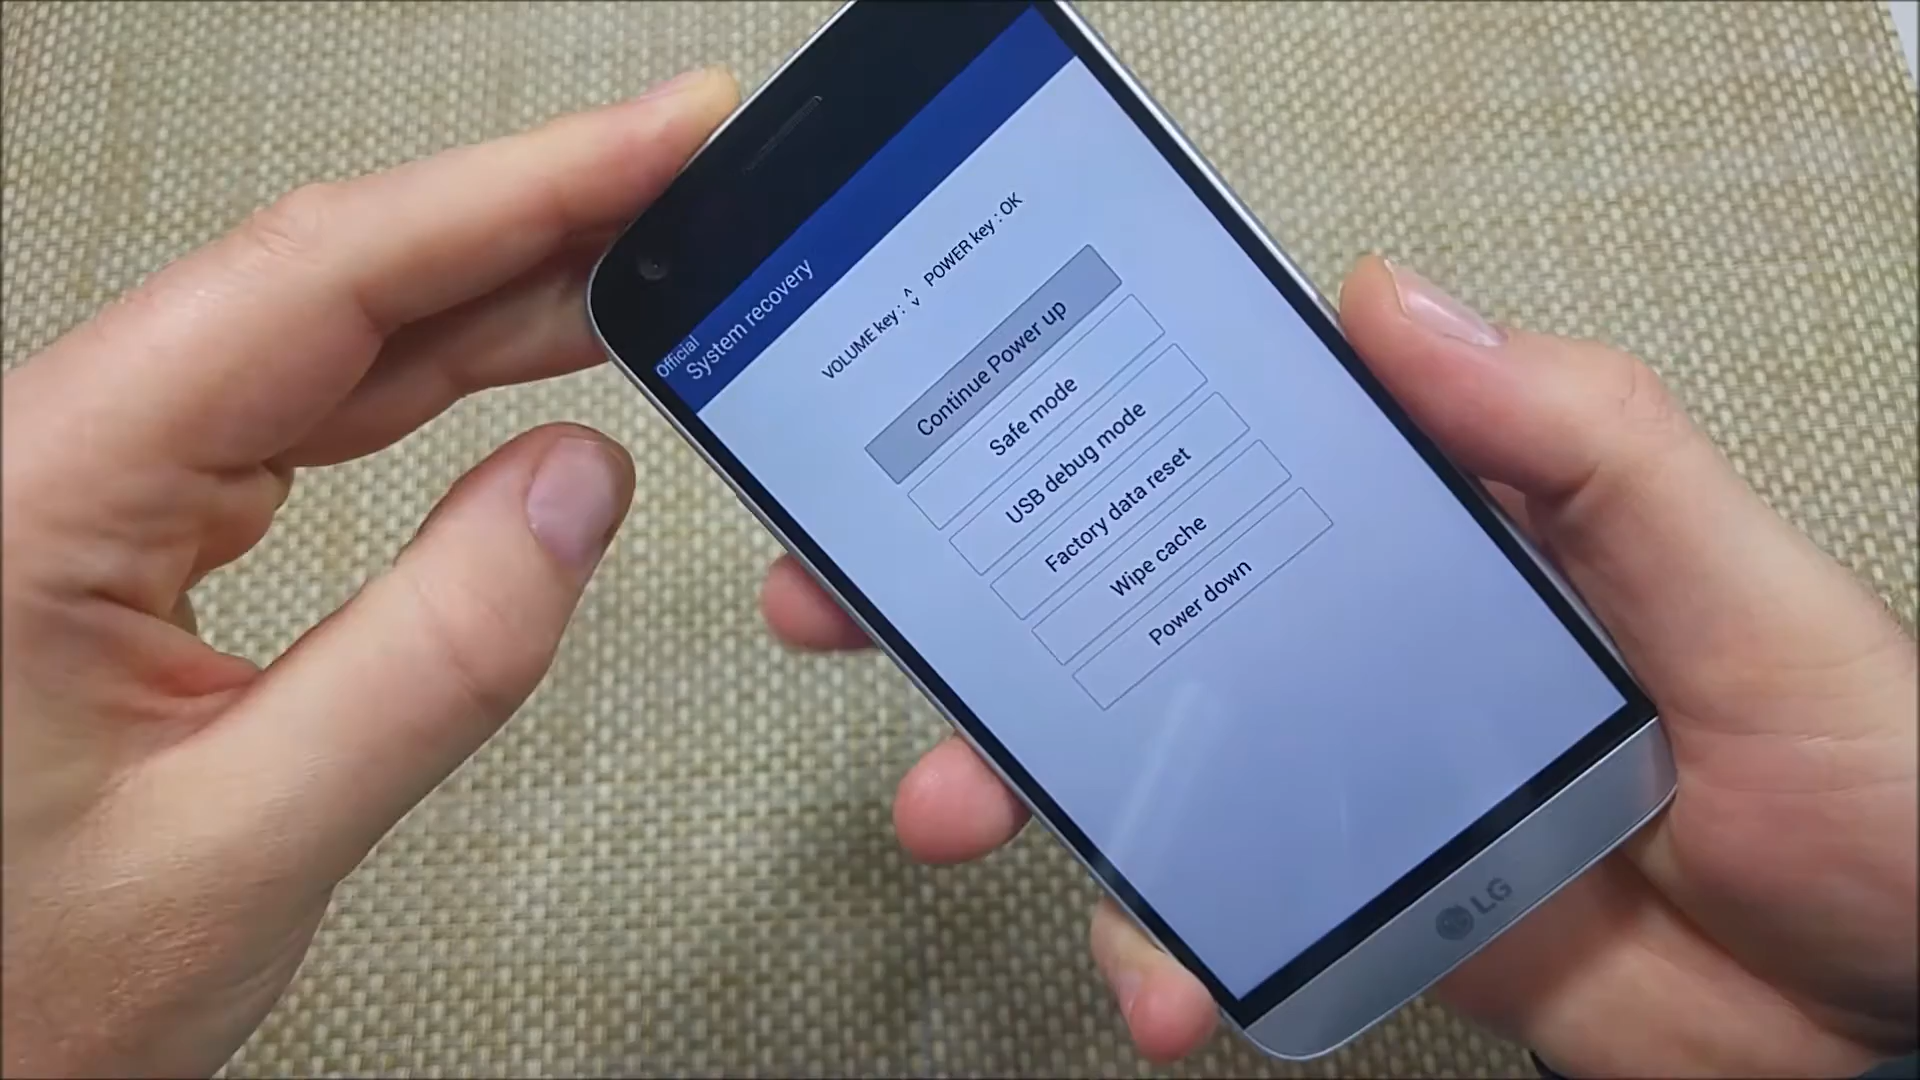 Official
System recovery
VOLUME key : ^v POWER key : OK
Continue Power up
Safe mode
USB debug mode
Factory data reset
Wipe cache
Power down
LG